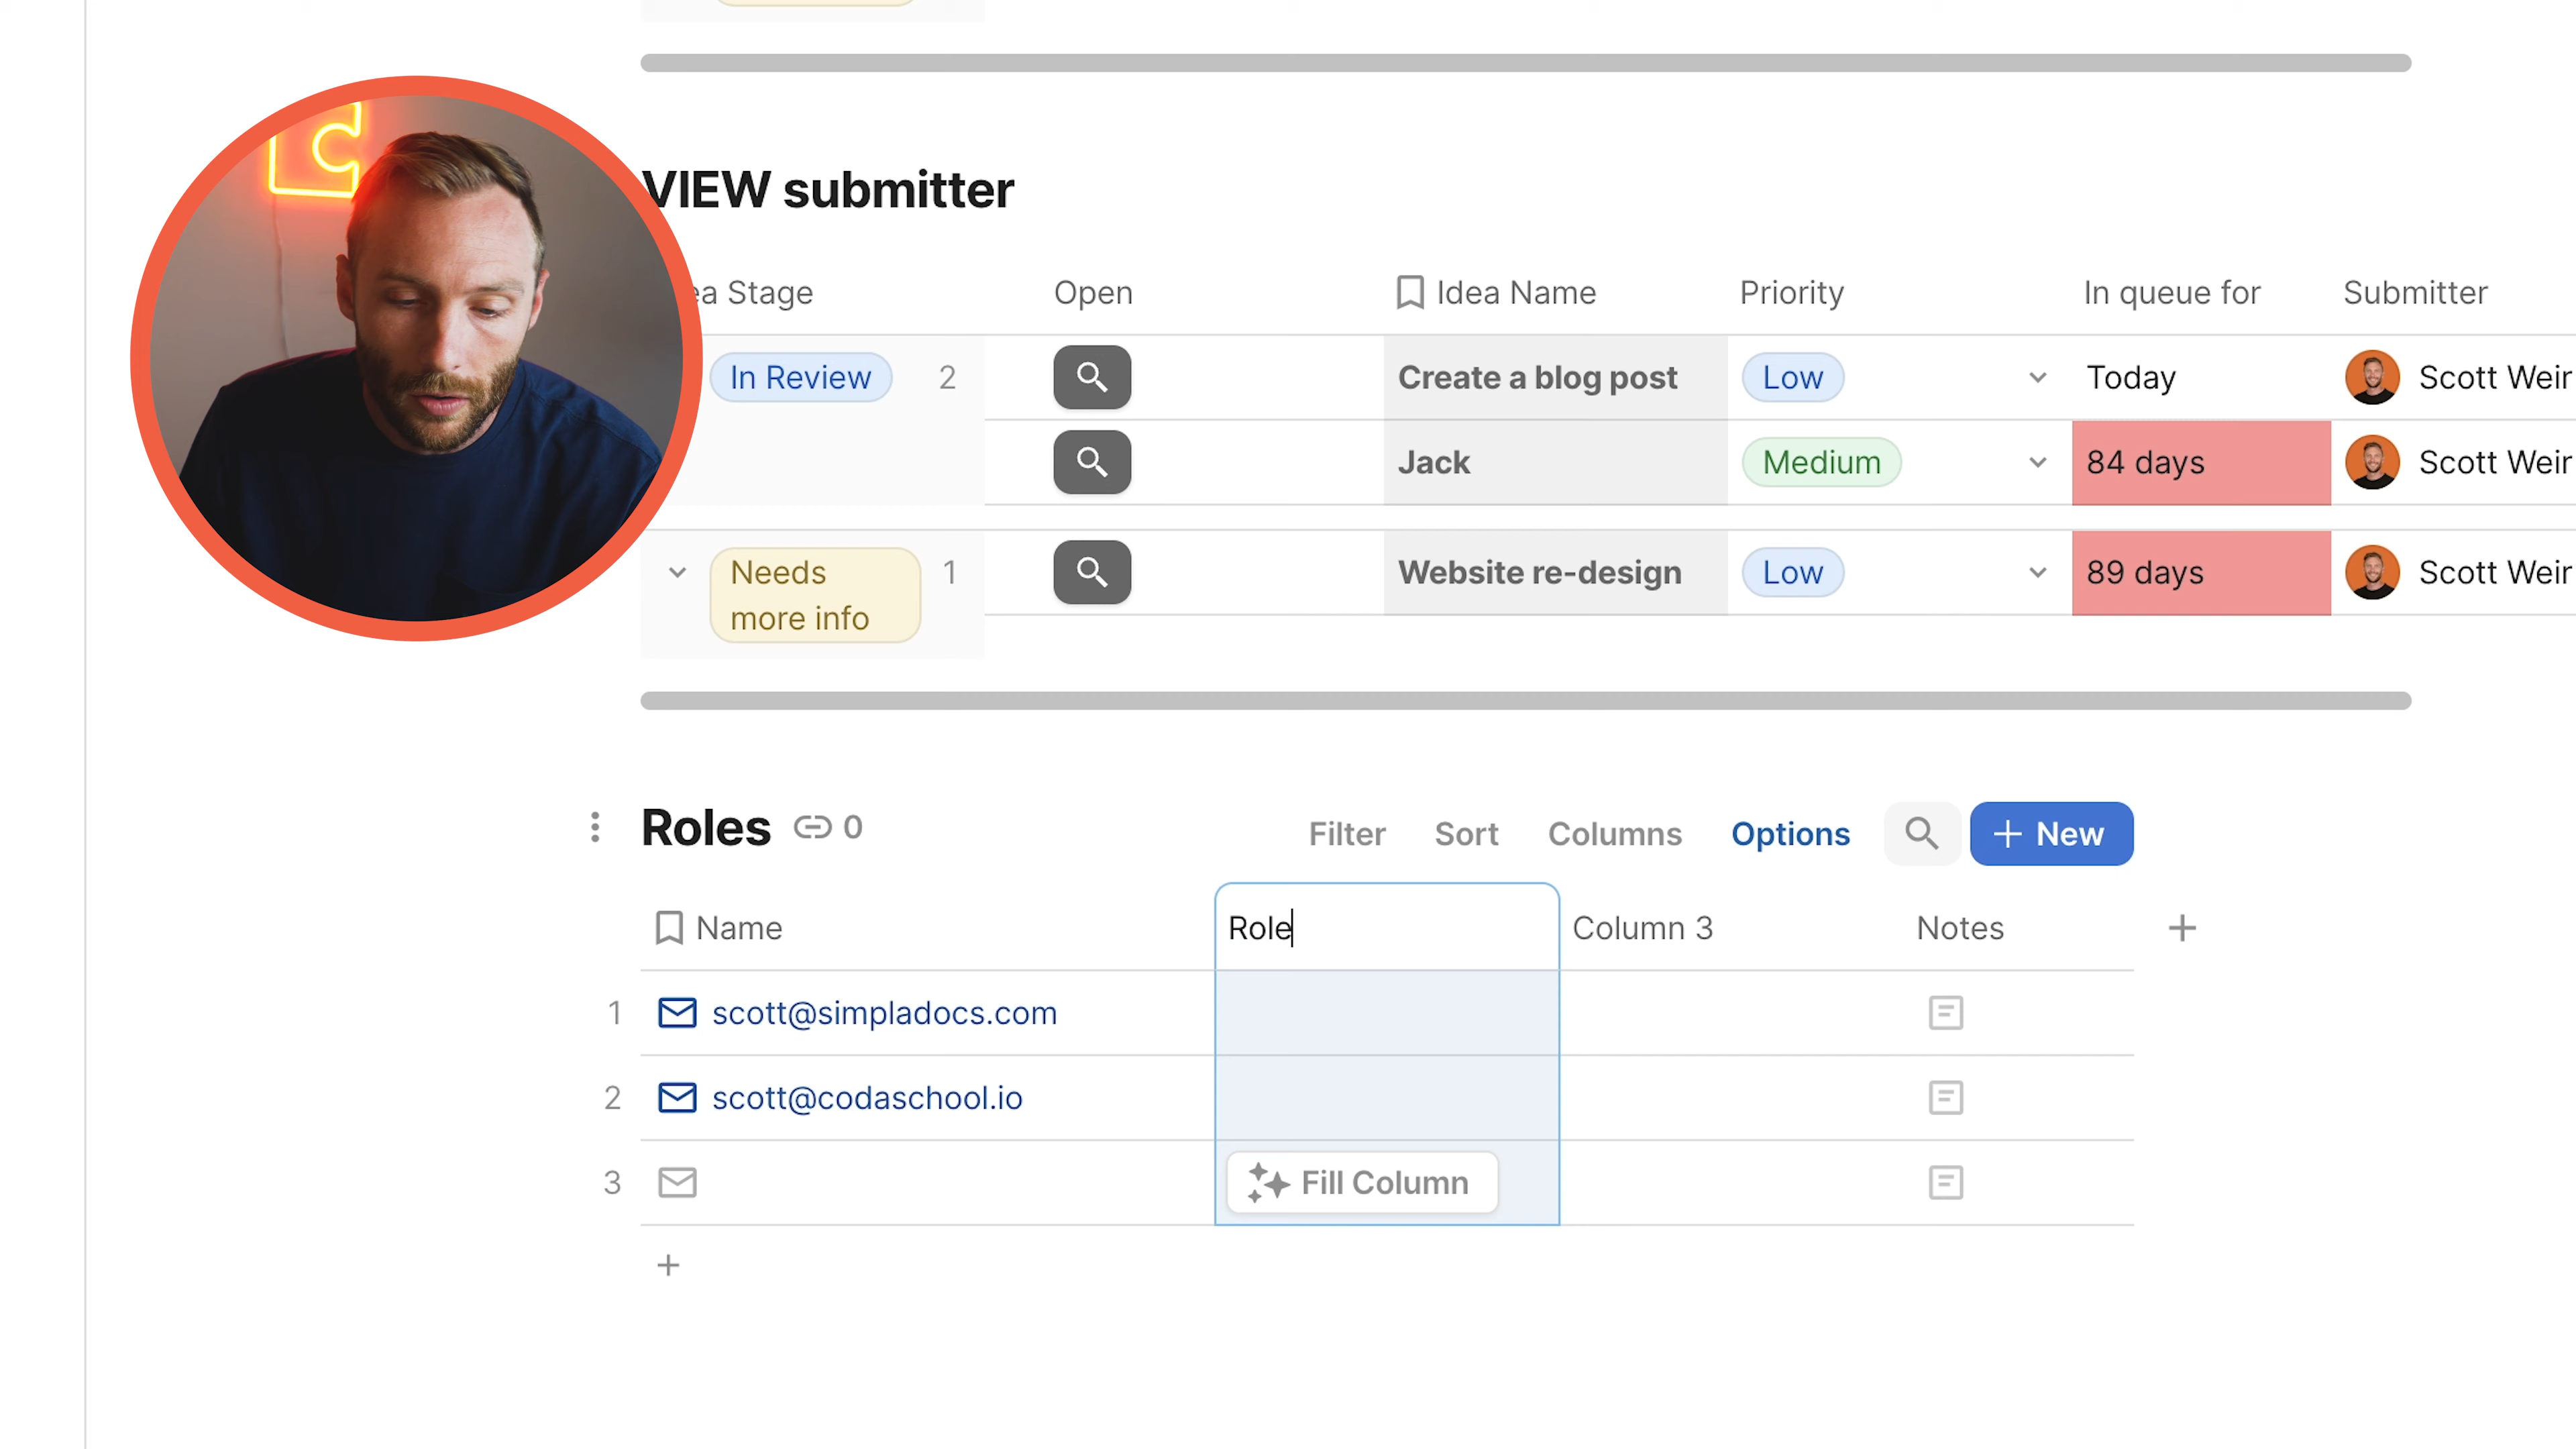 VIEW submitter
ea Stage Open Idea Name Priority In queue for Submitter
In Review 2 Create a blog post Low Today Scott Weir
Jack Medium 84 days Scott Weir
Needs more info 1 Website re-design Low 89 days Scott Weir
Roles 0 Filter Sort Columns Options New
Name Role Column 3 Notes
1 scott@simpladocs.com
2 scott@codaschool.io
3 Fill Column